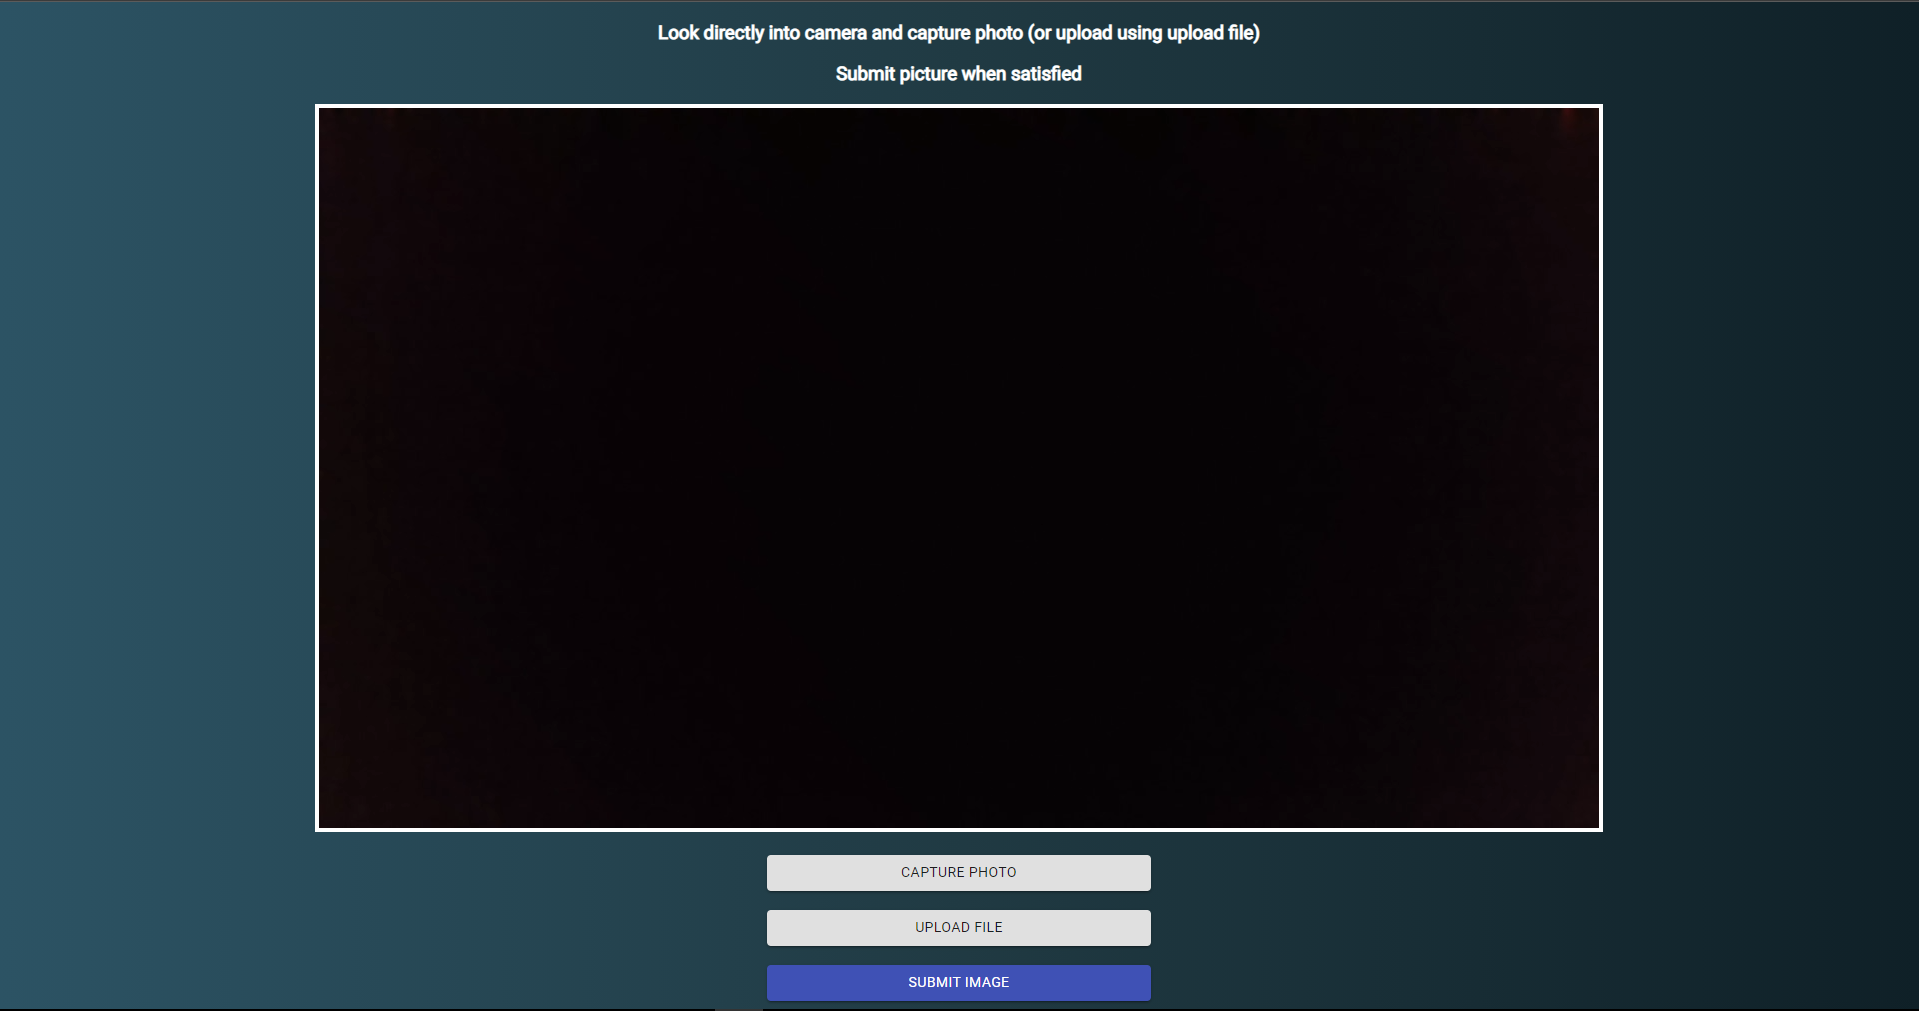 Look directly into camera and capture photo (or upload using upload file)
Submit picture when satisfied
CAPTURE PHOTO
UPLOAD FILE
SUBMIT IMAGE